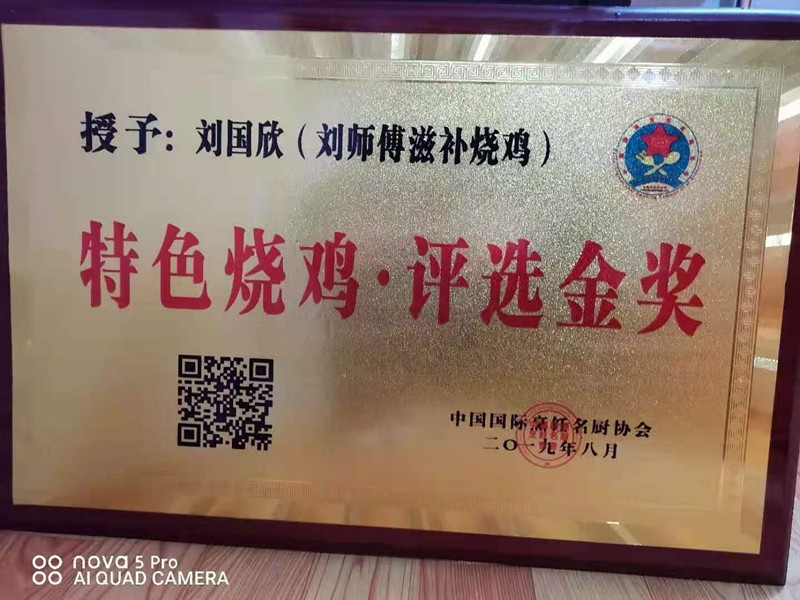 授予：刘国欣（刘师傅滋补烧鸡）
特色烧鸡·评选金奖
中国国际烹饪名厨协会
二〇一九年八月
nova 5 Pro
AI QUAD CAMERA